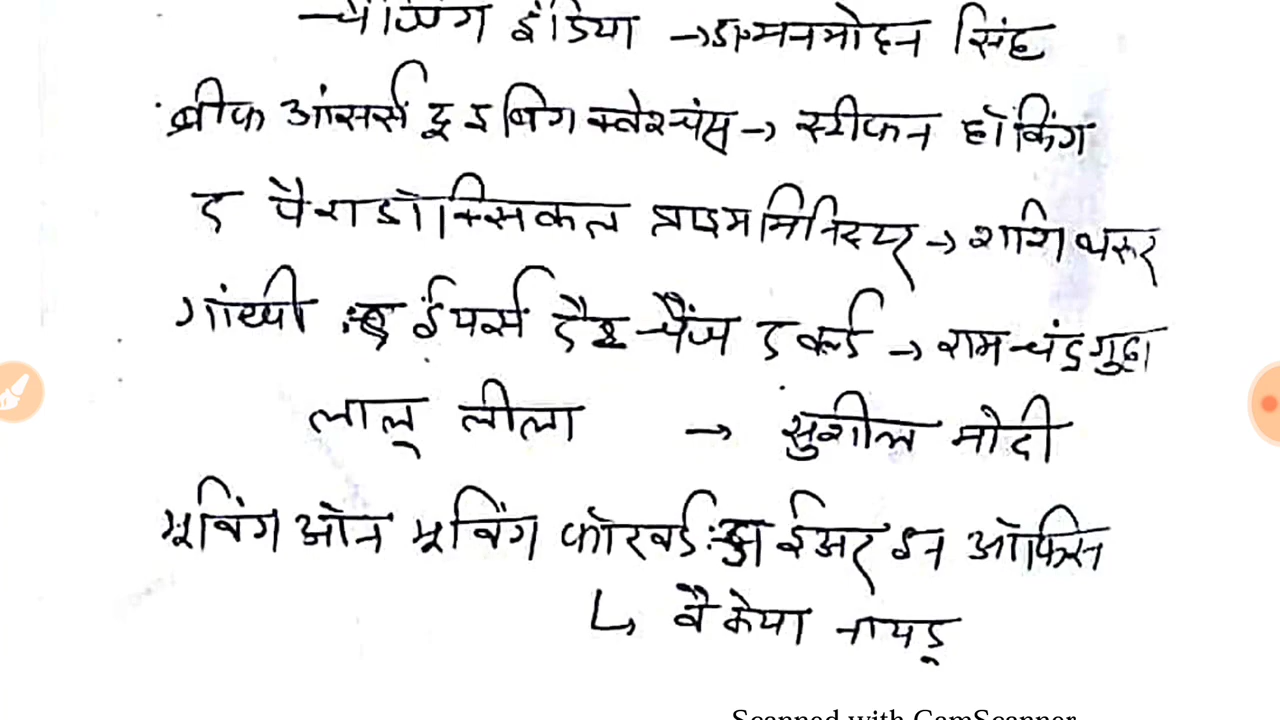 चेंजिंग इंडिया → डा. मनमोहन सिंह
ब्रीफ आंसर्स टू द बिग क्वेश्चंस → स्टीफन हॉकिंग
द पैराडॉक्सिकल प्राइम मिनिस्टर → शशि थरूर
गांधी : द ईयर्स दैट चैंज द वर्ल्ड → रामचंद्र गुहा
लालू लीला → सुशील मोदी
मूविंग ऑन मूविंग फॉरवर्ड : अ ईअर इन ऑफिस
↳ वैंकेया नायडू
Scanned with CamScanner